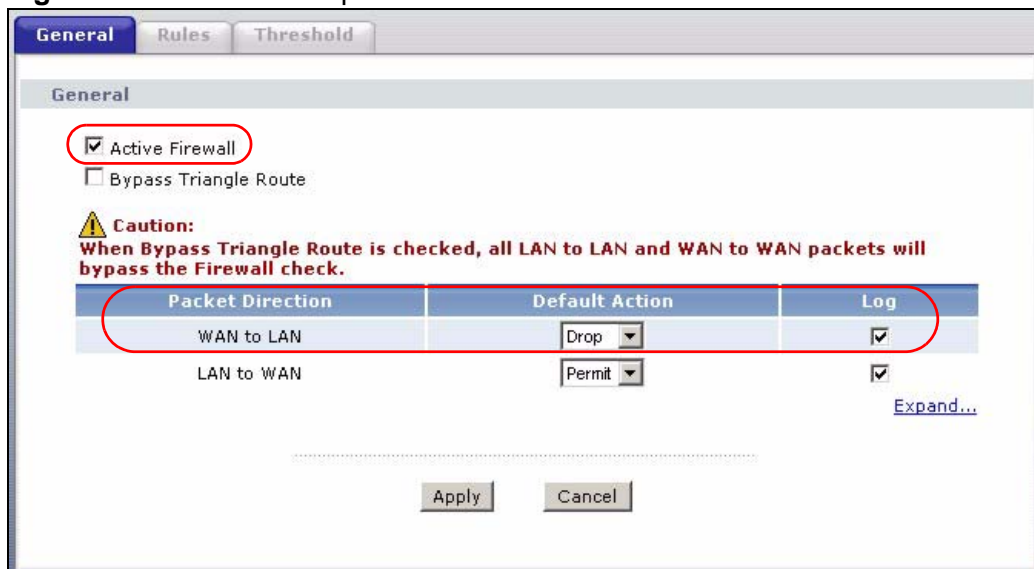 General Rules Threshold
General
Active Firewall
Bypass Triangle Route
Caution:
When Bypass Triangle Route is checked, all LAN to LAN and WAN to WAN packets will
bypass the Firewall check.
Packet Direction Default Action Log
WAN to LAN Drop
LAN to WAN Permit
Expand...
Apply Cancel